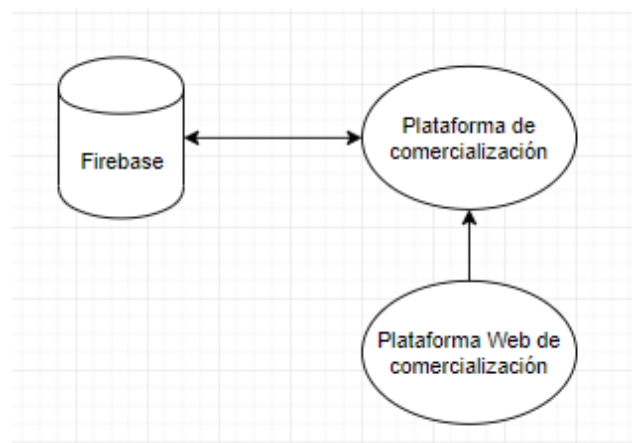 Firebase
Plataforma de
comercialización
Plataforma Web de
comercialización